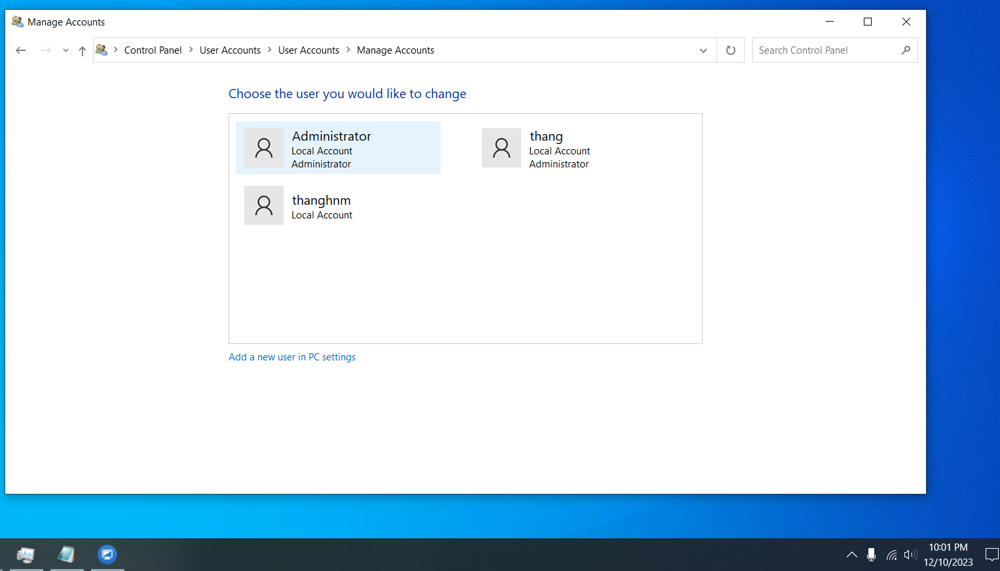 Manage Accounts
Control Panel > User Accounts > User Accounts > Manage Accounts
Search Control Panel
Choose the user you would like to change
Administrator
Local Account
Administrator
thang
Local Account
Administrator
thanghnm
Local Account
Add a new user in PC settings
10:01 PM
12/10/2023